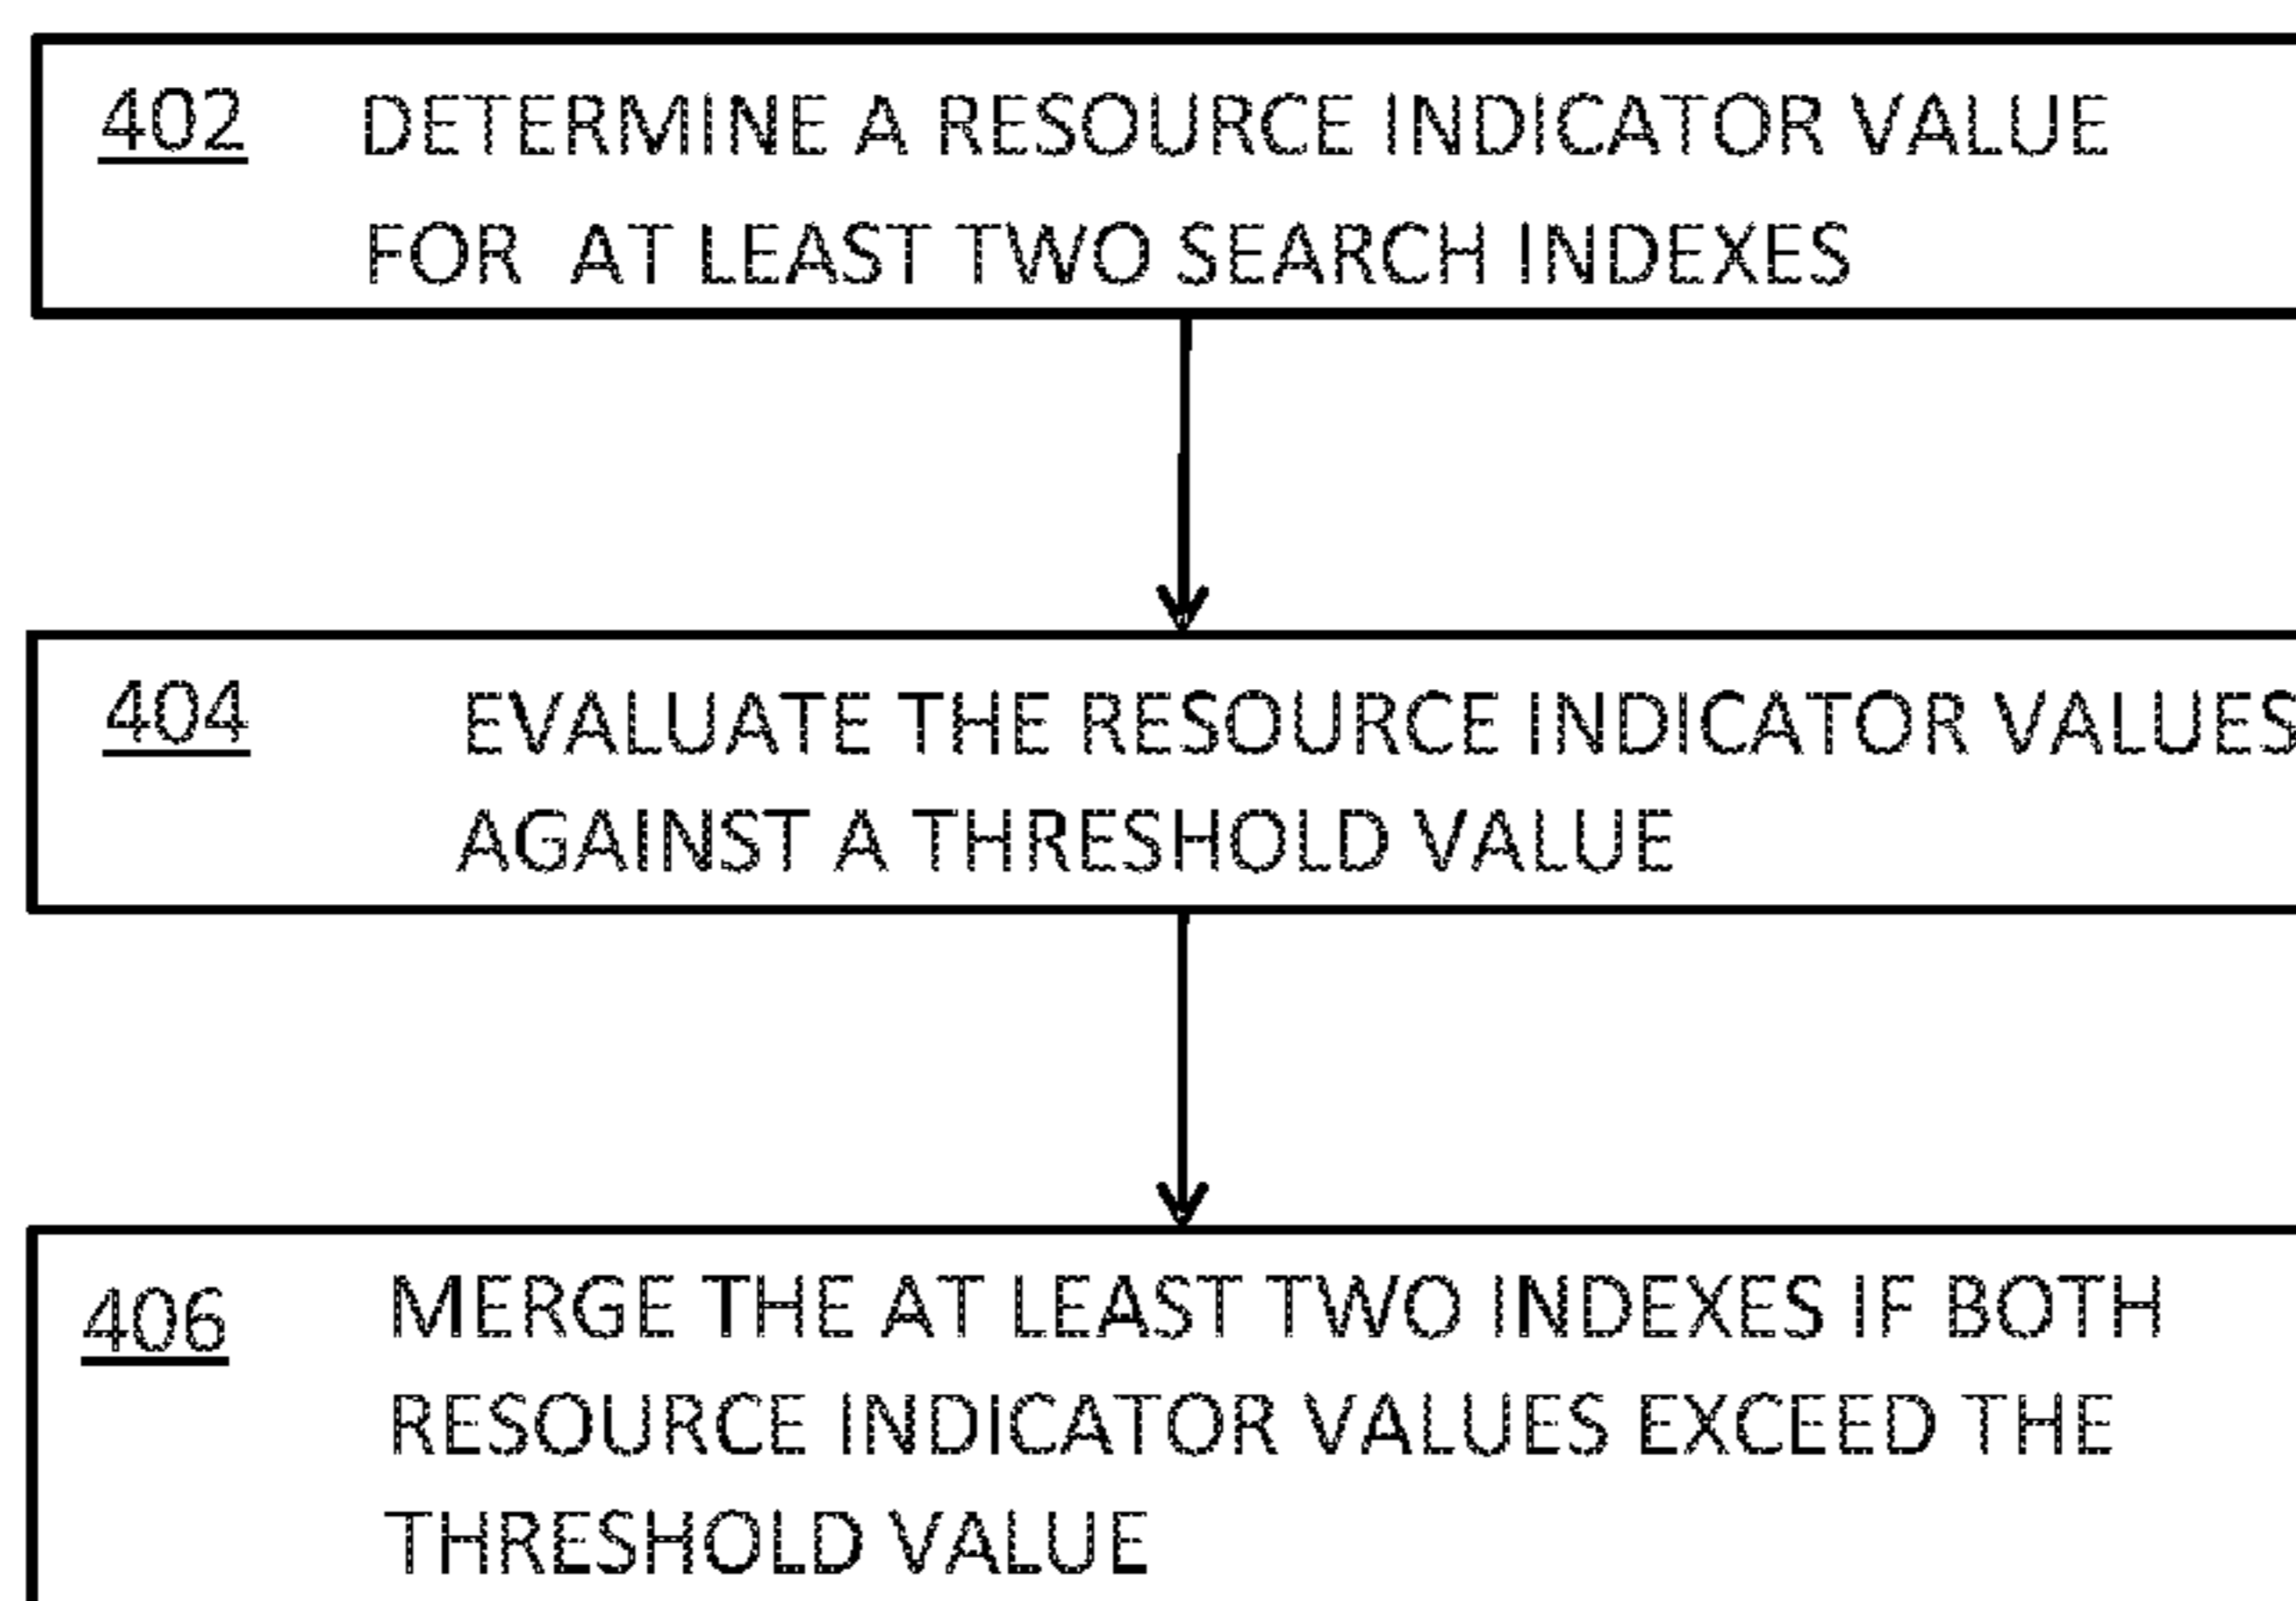 402 DETERMINE A RESOURCE INDICATOR VALUE
FOR AT LEAST TWO SEARCH INDEXES
404 EVALUATE THE RESOURCE INDICATOR VALUES
AGAINST A THRESHOLD VALUE
406 MERGE THE AT LEAST TWO INDEXES IF BOTH
RESOURCE INDICATOR VALUES EXCEED THE
THRESHOLD VALUE